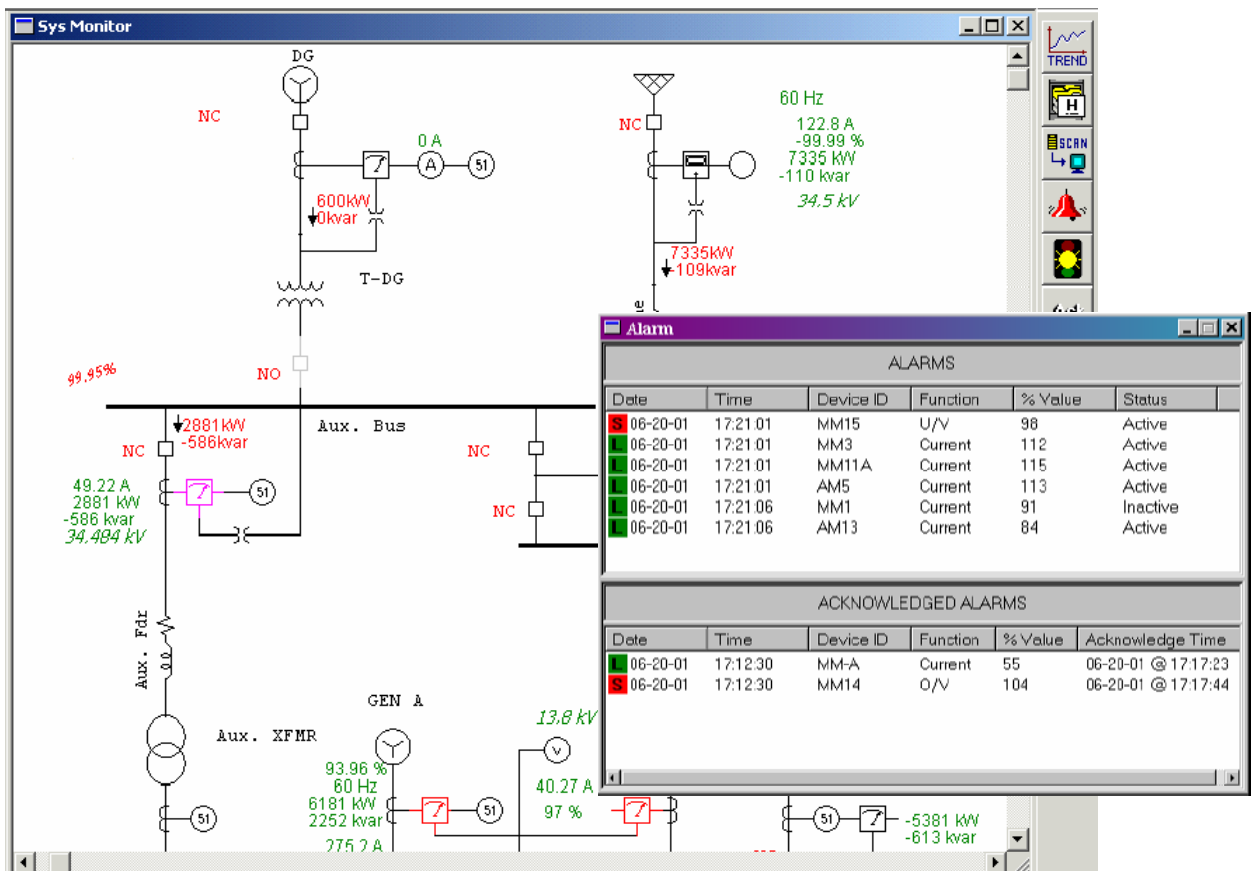 Sys Monitor
DG
NC
0 A
A
51
600kW
0kvar
T-DG
NO
99.95%
NC
60 Hz
122.8 A
-99.99 %
7335 kW
-110 kvar
34.5 kV
7335kW
-109kvar
TREND
H
SCAN
2881kW
-586kvar
Aux. Bus
NC
NC
NC
49.22 A
2881 kW
-586 kvar
34.484 kV
51
Aux. Fdr
Aux. XFMR
51
GEN A
93.96 %
60 Hz
6181 kW
2252 kvar
275.2 A
51
13.8 kV
V
40.27 A
97 %
51
-5381 kW
-613 kvar
Alarm
ALARMS
Date Time Device ID Function % Value Status
S 06-20-01 17:21:01 MM15 U/V 98 Active
L 06-20-01 17:21:01 MM3 Current 112 Active
L 06-20-01 17:21:01 MM11A Current 115 Active
L 06-20-01 17:21:01 AM5 Current 113 Active
L 06-20-01 17:21:06 MM1 Current 91 Inactive
L 06-20-01 17:21:06 AM13 Current 84 Active
ACKNOWLEDGED ALARMS
Date Time Device ID Function % Value Acknowledge Time
L 06-20-01 17:12:30 MM-A Current 55 06-20-01 @ 17:17:23
S 06-20-01 17:12:30 MM14 O/V 104 06-20-01 @ 17:17:44